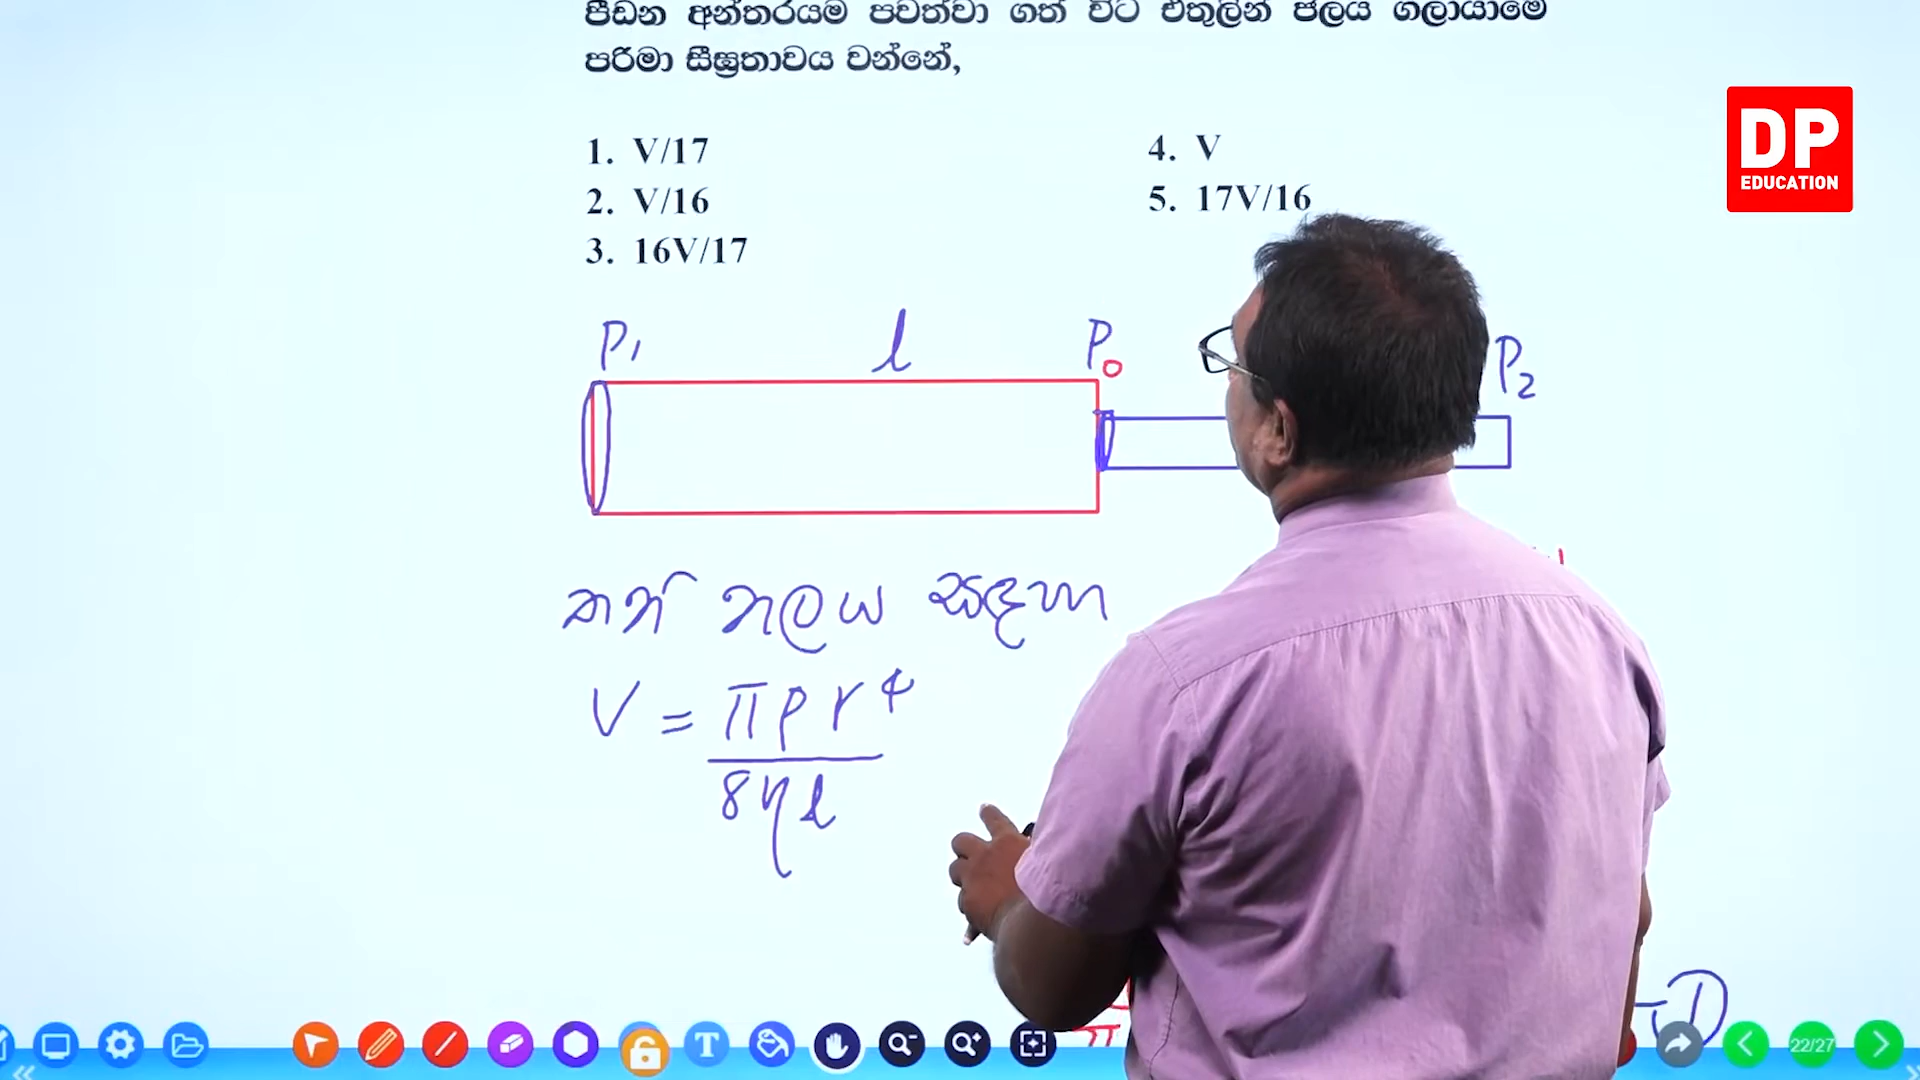 පීඩන අන්තරයම පවත්වා ගත් විට එතුලින් ජලය ගලායාමේ
පරිමා සීඝ්‍රතාවය වන්නේ,
1. V/17
2. V/16
3. 16V/17
4. V
5. 17V/16
DP
EDUCATION
P₁
l
P₀
P₂
තනි නලය සඳහා
V = πpr⁴
8ηl
T
22/27